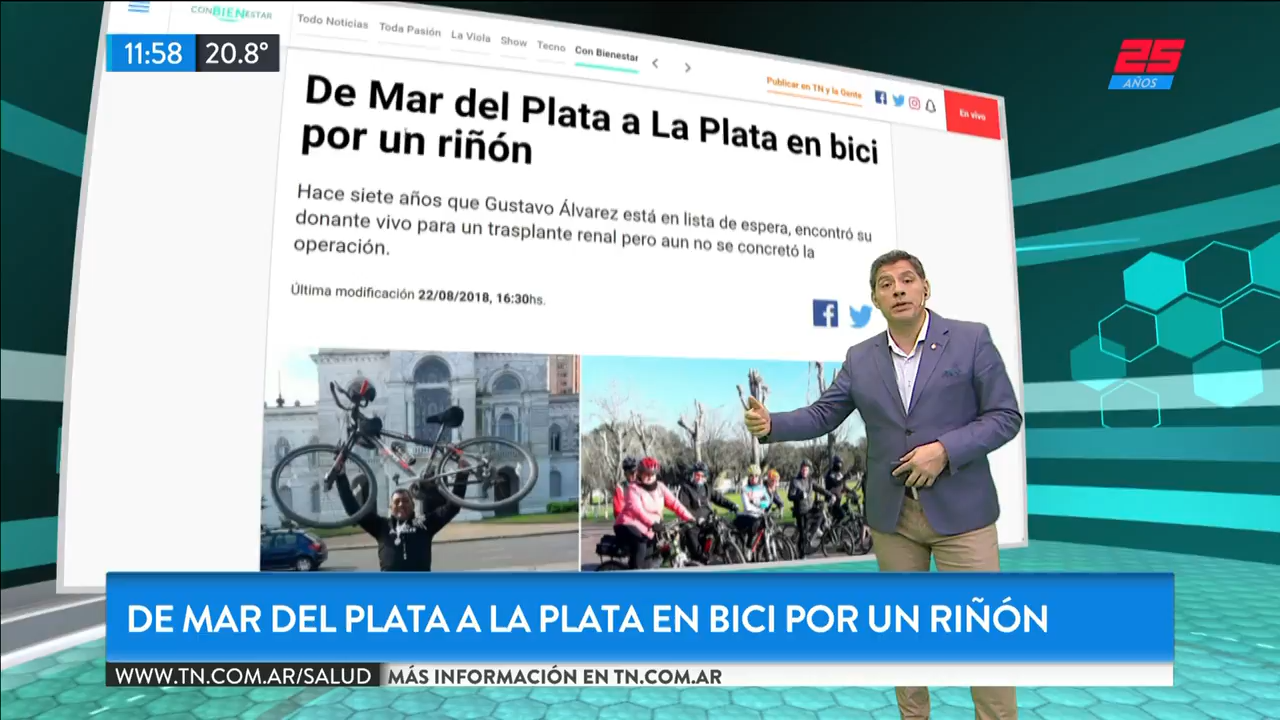 CONBIENESTAR
Todo Noticias Toda Pasión La Viola Show Tecno Con Bienestar
Publicar en TN y la Gente
En vivo
11:58 20.8°
25
AÑOS
De Mar del Plata a La Plata en bici
por un riñón
Hace siete años que Gustavo Álvarez está en lista de espera, encontró su
donante vivo para un trasplante renal pero aun no se concretó la
operación.
Última modificación 22/08/2018, 16:30hs.
DE MAR DEL PLATA A LA PLATA EN BICI POR UN RIÑÓN
WWW.TN.COM.AR/SALUD MÁS INFORMACIÓN EN TN.COM.AR